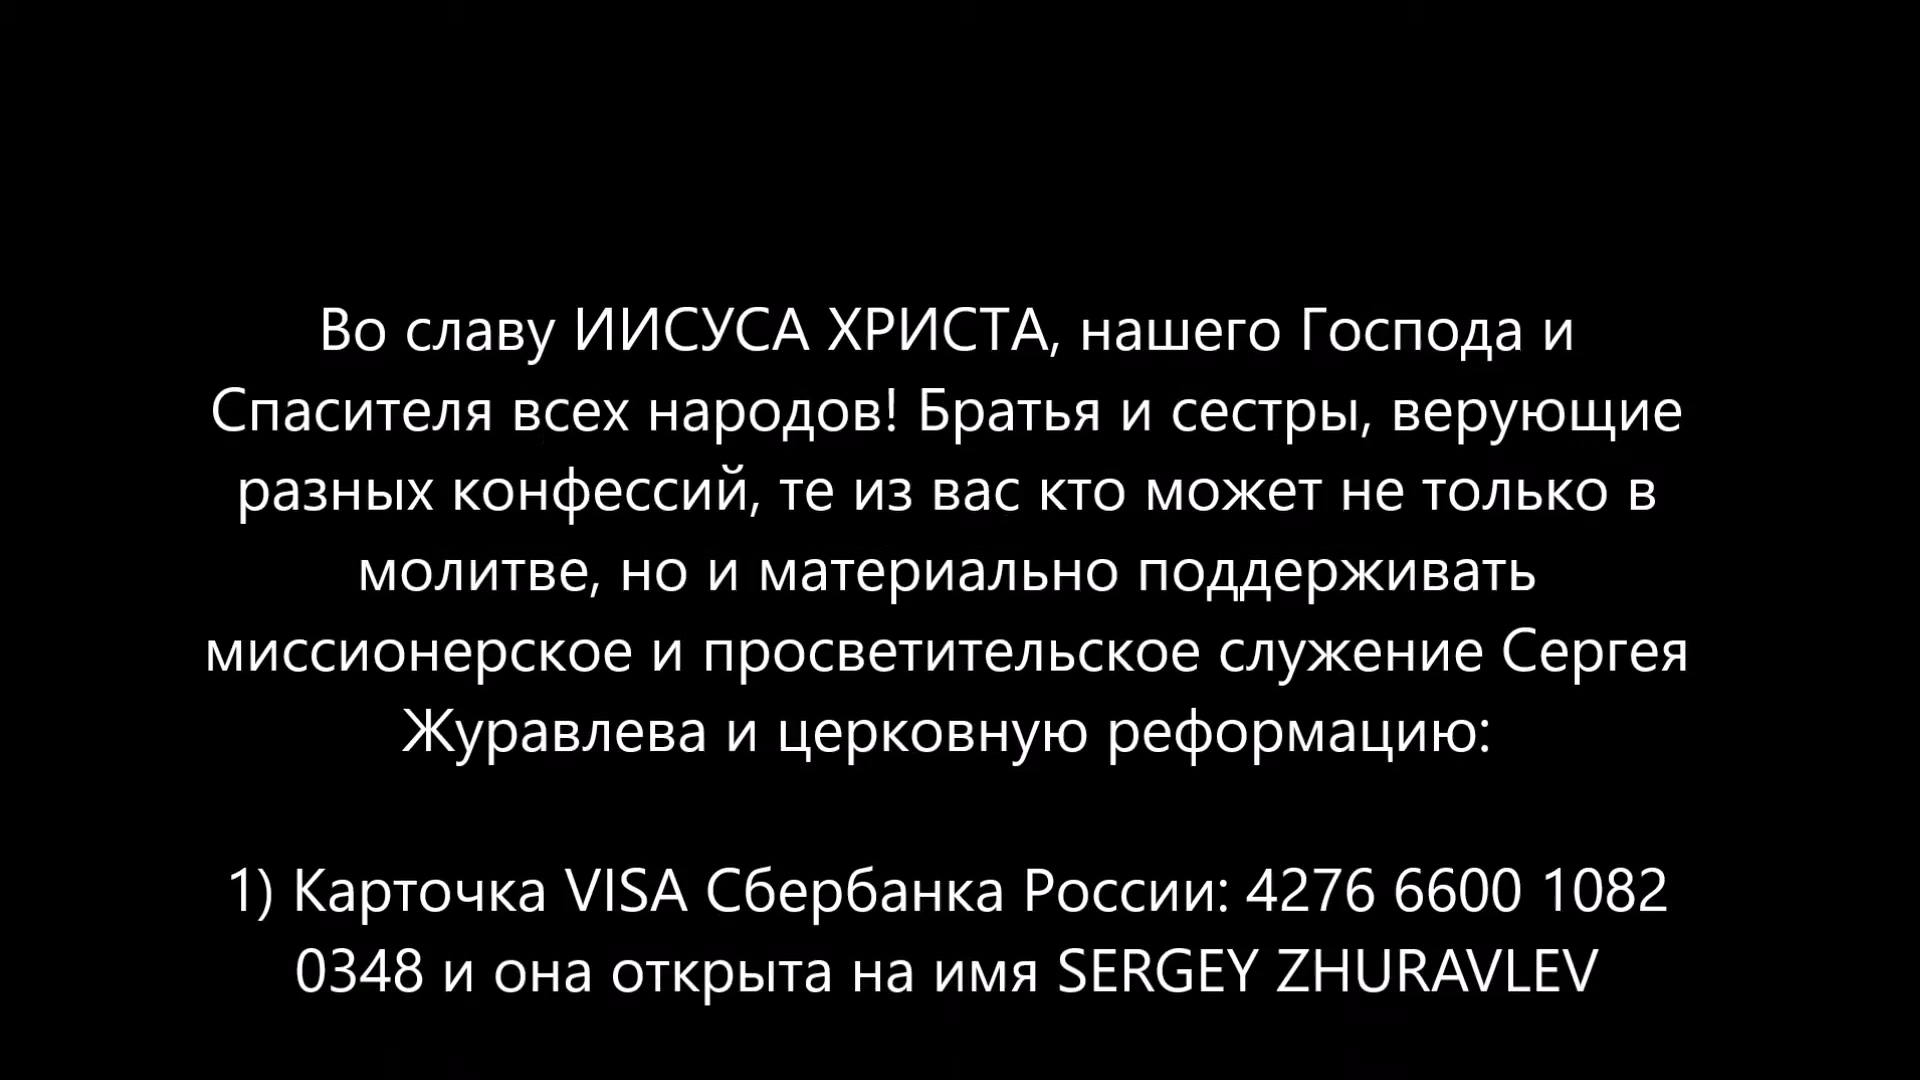 Во славу ИИСУСА ХРИСТА, нашего Господа и
Спасителя всех народов! Братья и сестры, верующие
разных конфессий, те из вас кто может не только в
молитве, но и материально поддерживать
миссионерское и просветительское служение Сергея
Журавлева и церковную реформацию:
1) Карточка VISA Сбербанка России: 4276 6600 1082
0348 и она открыта на имя SERGEY ZHURAVLEV